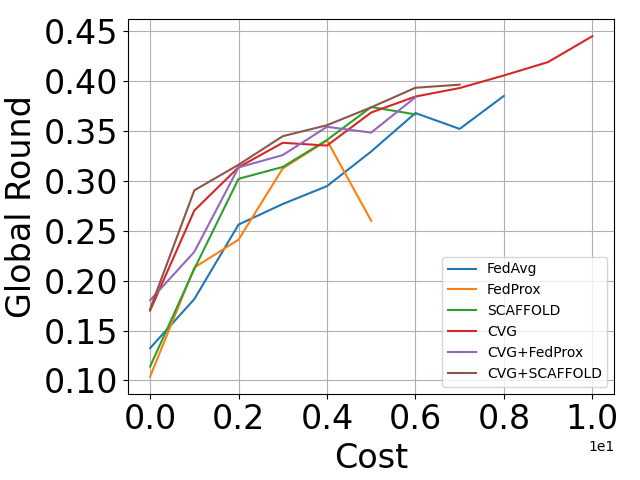 0.45
0.40
0.35
0.30
0.25
0.20
0.15
0.10
Global Round
0.0 0.2 0.4 0.6 0.8 1.0
1e1
Cost
FedAvg
FedProx
SCAFFOLD
CVG
CVG+FedProx
CVG+SCAFFOLD